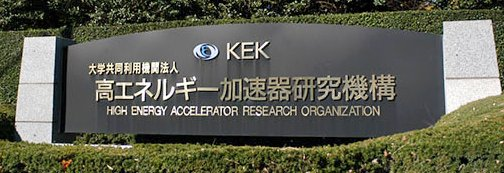 KEK
大学共同利用機関法人
高エネルギー加速器研究機構
HIGH ENERGY ACCELERATOR RESEARCH ORGANIZATION